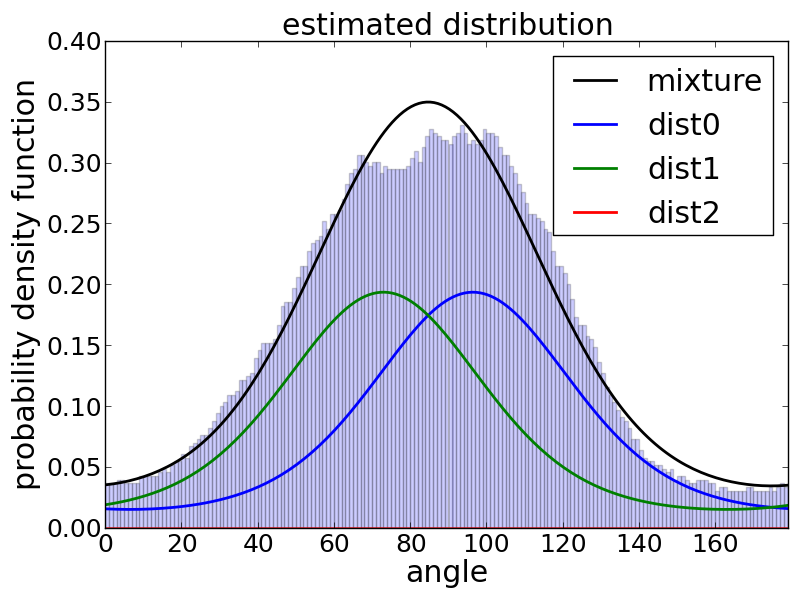 estimated distribution
probability density function
0.40
0.35
0.30
0.25
0.20
0.15
0.10
0.05
0.00
mixture
dist0
dist1
dist2
0 20 40 60 80 100 120 140 160
angle